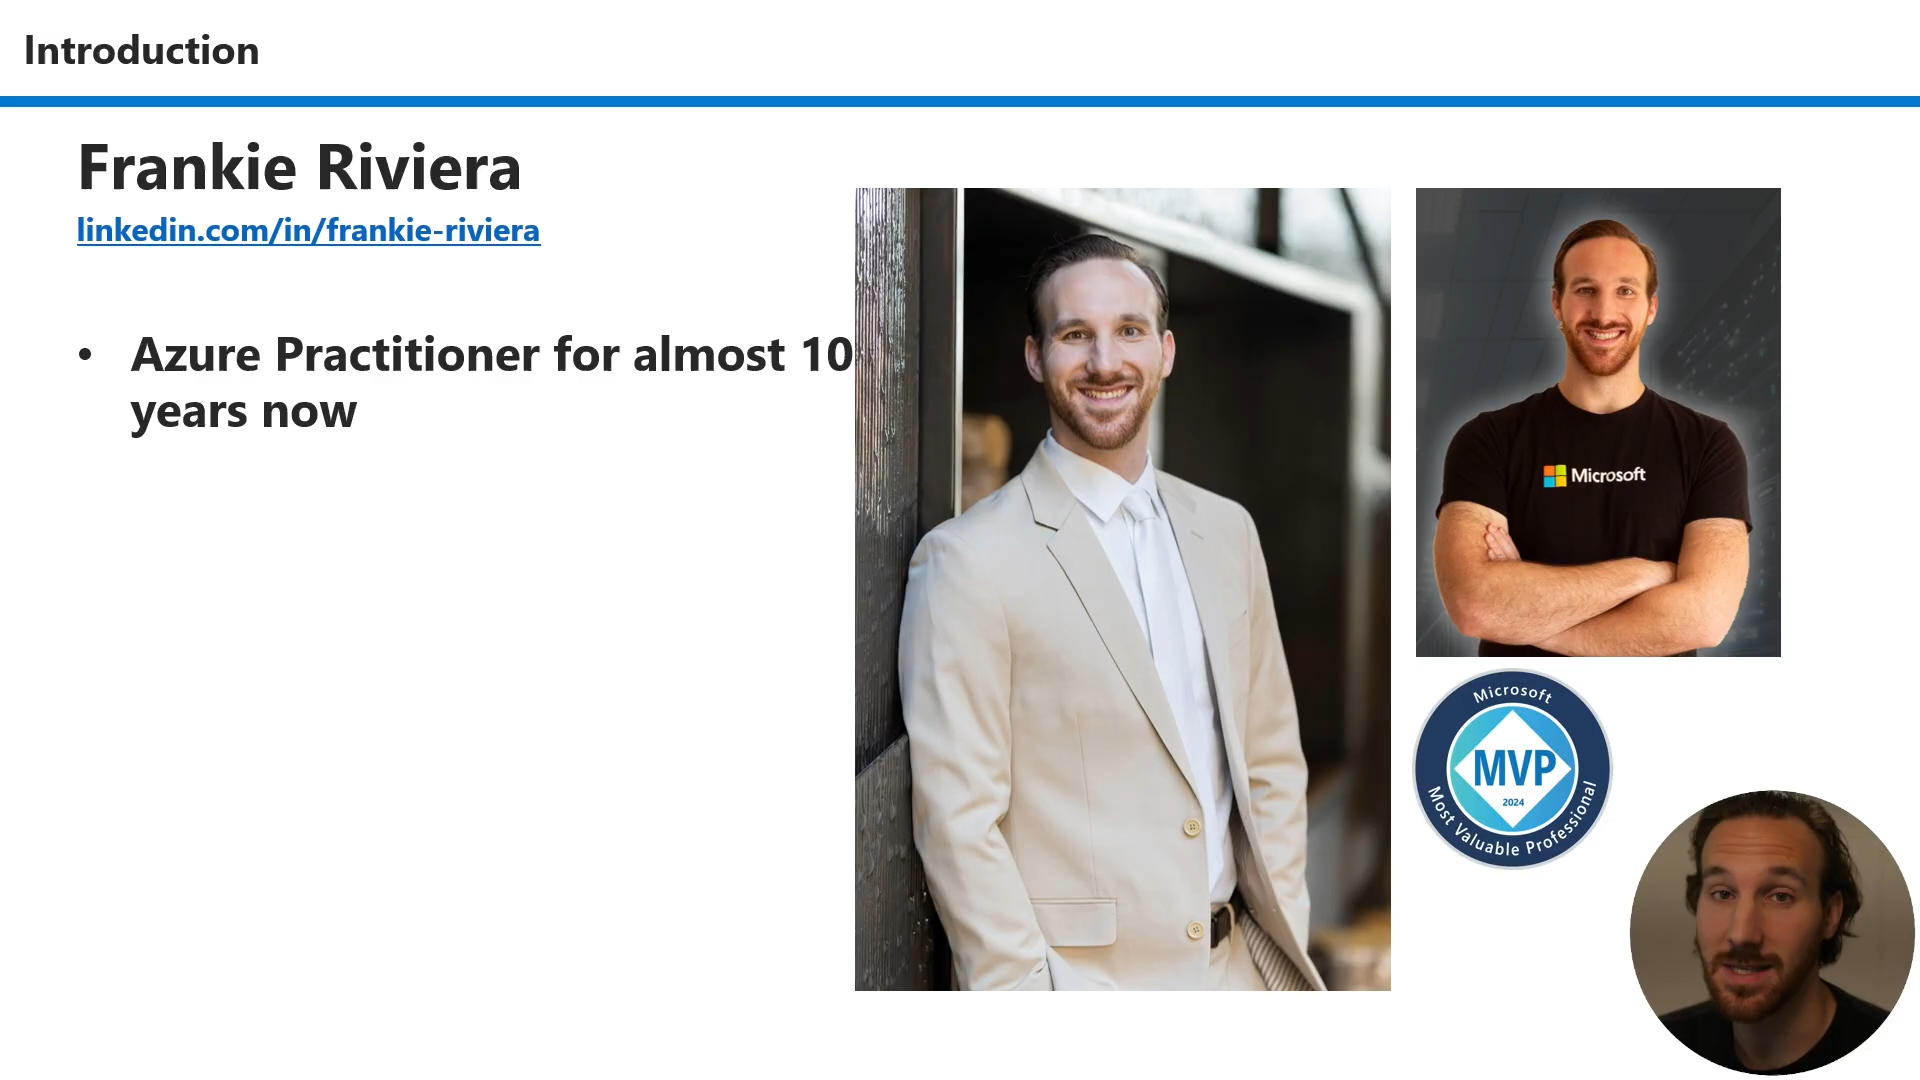 Introduction
Frankie Riviera
linkedin.com/in/frankie-riviera
• Azure Practitioner for almost 10
years now
Microsoft
Microsoft
MVP
2024
Most Valuable Professional